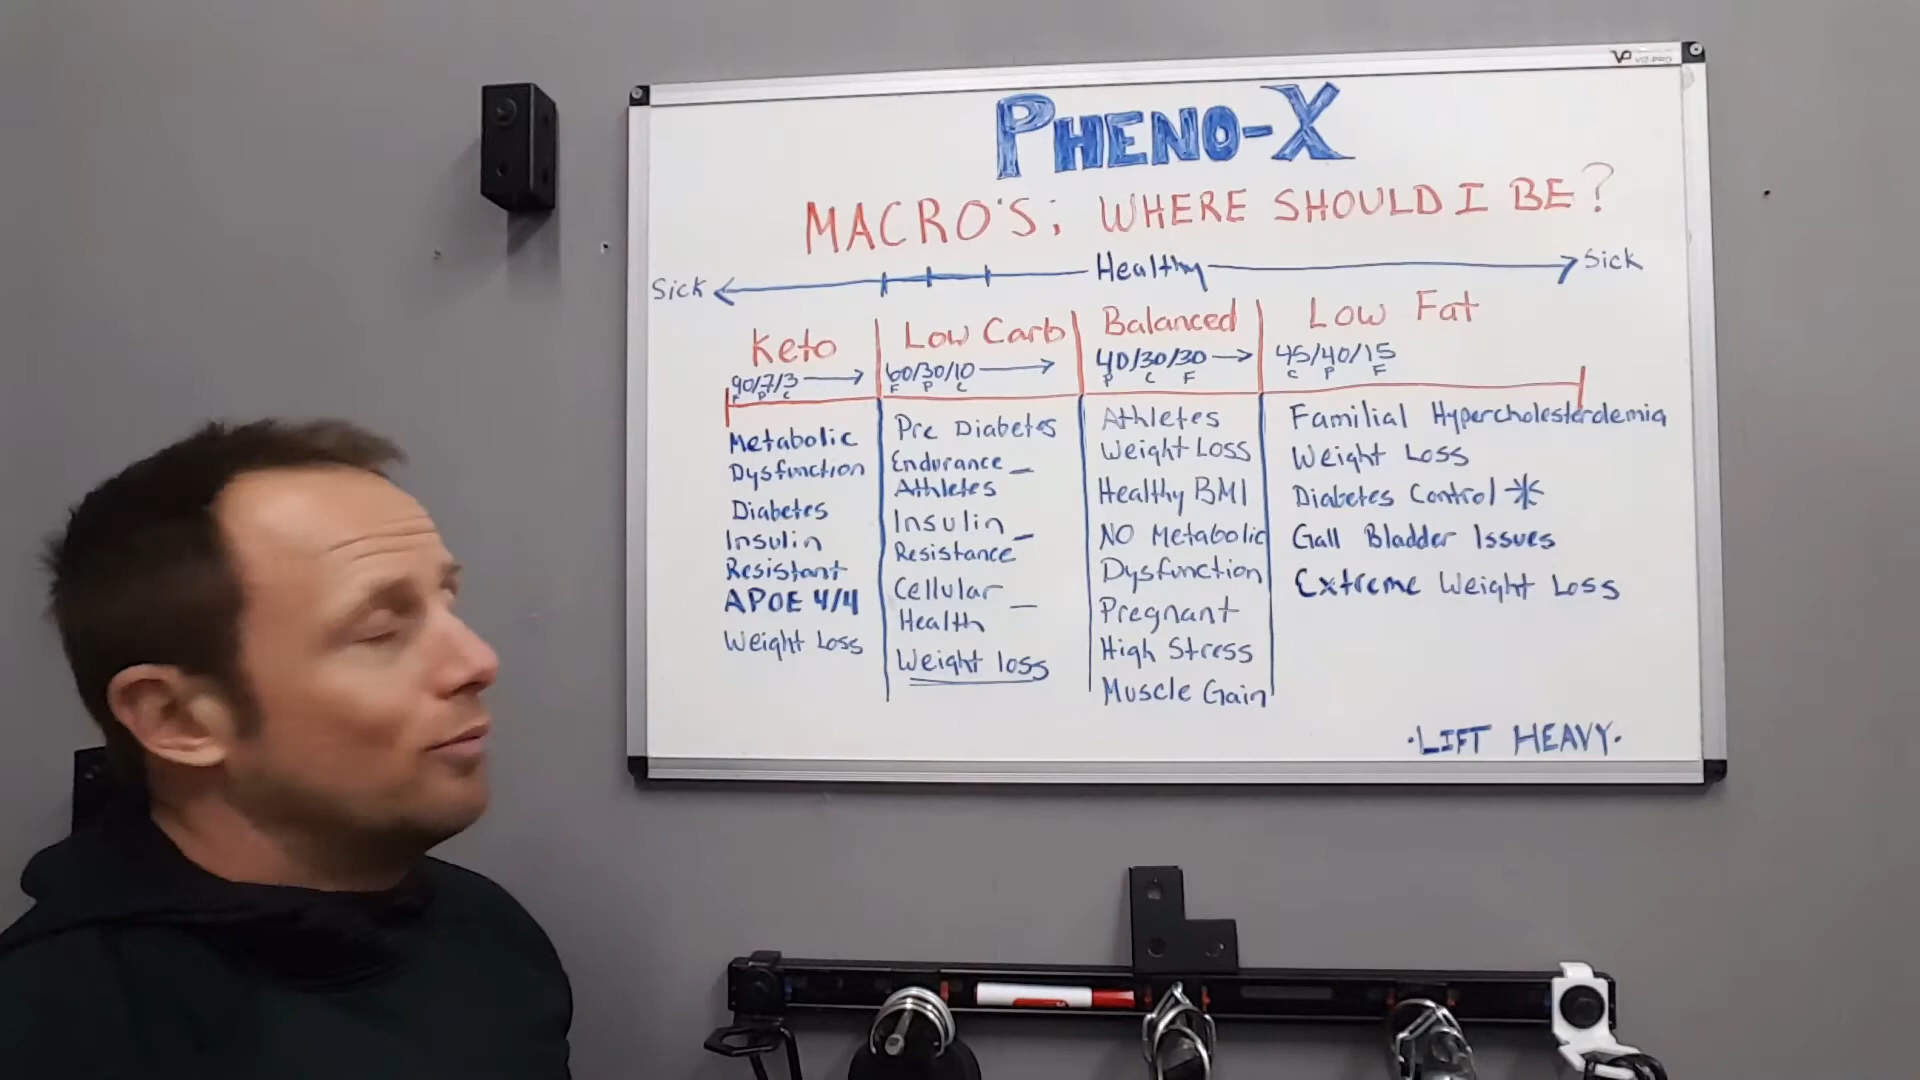 VIZ-PRO
PHENO-X
MACRO'S; WHERE SHOULD I BE?
Sick Healthy Sick
Keto
90/7/3
F P C
Metabolic
Dysfunction
Diabetes
Insulin
Resistant
APOE 4/4
Weight Loss
Low Carb
60/30/10
F P C
Pre Diabetes
Endurance
Athletes
Insulin
Resistance
Cellular
Health
Weight loss
Balanced
40/30/30
P C F
Athletes
Weight Loss
Healthy BMI
NO Metabolic
Dysfunction
Pregnant
High Stress
Muscle Gain
Low Fat
45/40/15
C P F
Familial Hypercholesterolemia
Weight Loss
Diabetes Control *
Gall Bladder Issues
Extreme Weight Loss
·LIFT HEAVY·